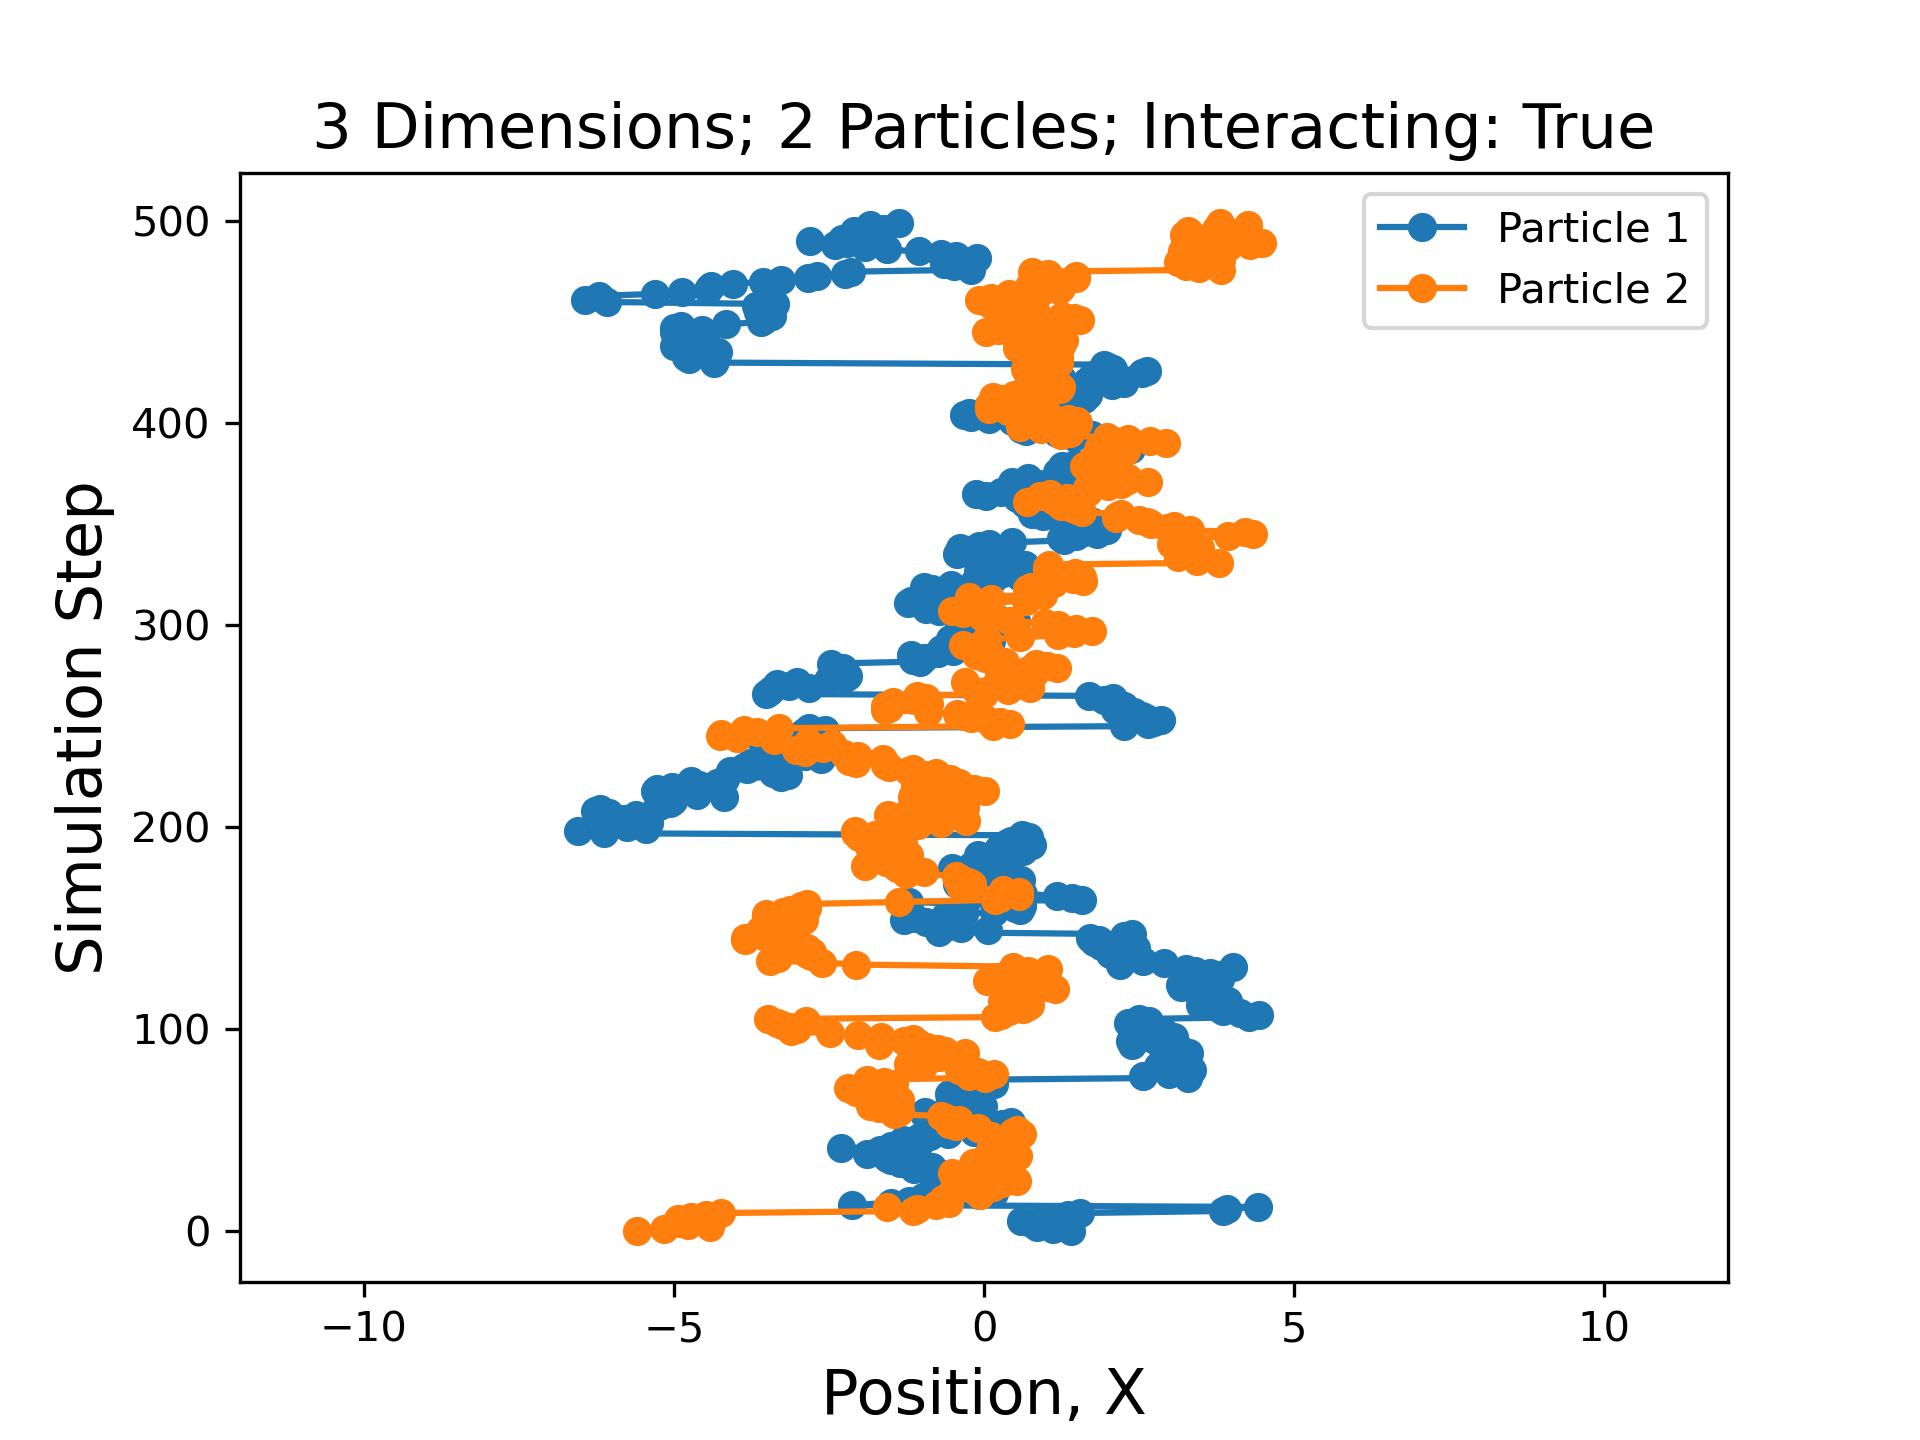 3 Dimensions; 2 Particles; Interacting: True
Particle 1
Particle 2
500
400
300
200
100
0
Simulation Step
−10
−5
0
5
10
Position, X